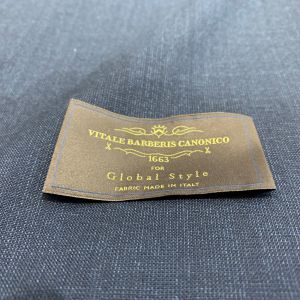 VITALE BARBERIS CANONICO
1663
FOR
Global Style
FABRIC MADE IN ITALY